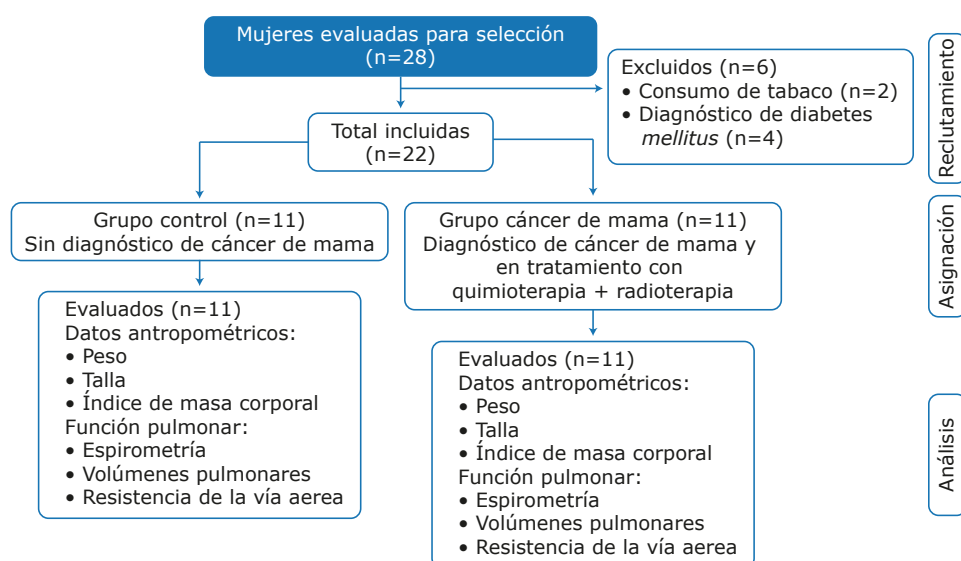 Mujeres evaluadas para selección
(n=28)
Excluidos (n=6)
• Consumo de tabaco (n=2)
• Diagnóstico de diabetes
mellitus (n=4)
Reclutamiento
Total incluidas
(n=22)
Grupo control (n=11)
Sin diagnóstico de cáncer de mama
Grupo cáncer de mama (n=11)
Diagnóstico de cáncer de mama y
en tratamiento con
quimioterapia + radioterapia
Asignación
Evaluados (n=11)
Datos antropométricos:
• Peso
• Talla
• Índice de masa corporal
Función pulmonar:
• Espirometría
• Volúmenes pulmonares
• Resistencia de la vía aerea
Evaluados (n=11)
Datos antropométricos:
• Peso
• Talla
• Índice de masa corporal
Función pulmonar:
• Espirometría
• Volúmenes pulmonares
• Resistencia de la vía aerea
Análisis